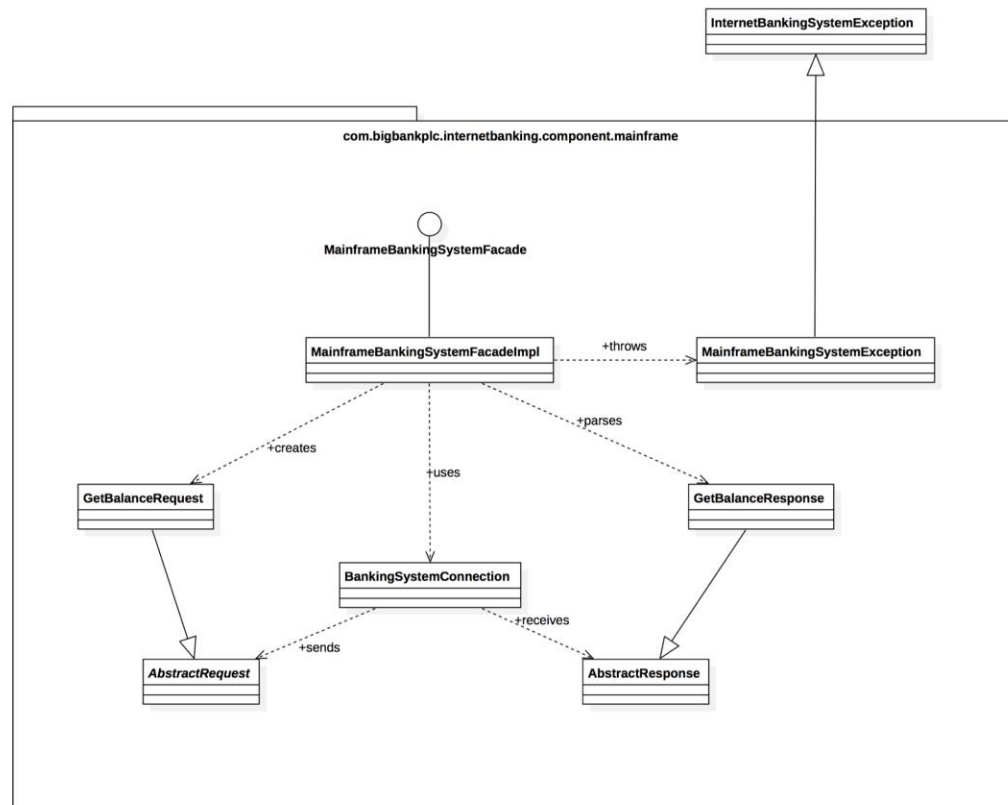 InternetBankingSystemException
com.bigbankplc.internetbanking.component.mainframe
MainframeBankingSystemFacade
MainframeBankingSystemFacadeImpl
+throws
MainframeBankingSystemException
+creates
+uses
+parses
GetBalanceRequest
GetBalanceResponse
BankingSystemConnection
+sends
+receives
AbstractRequest
AbstractResponse